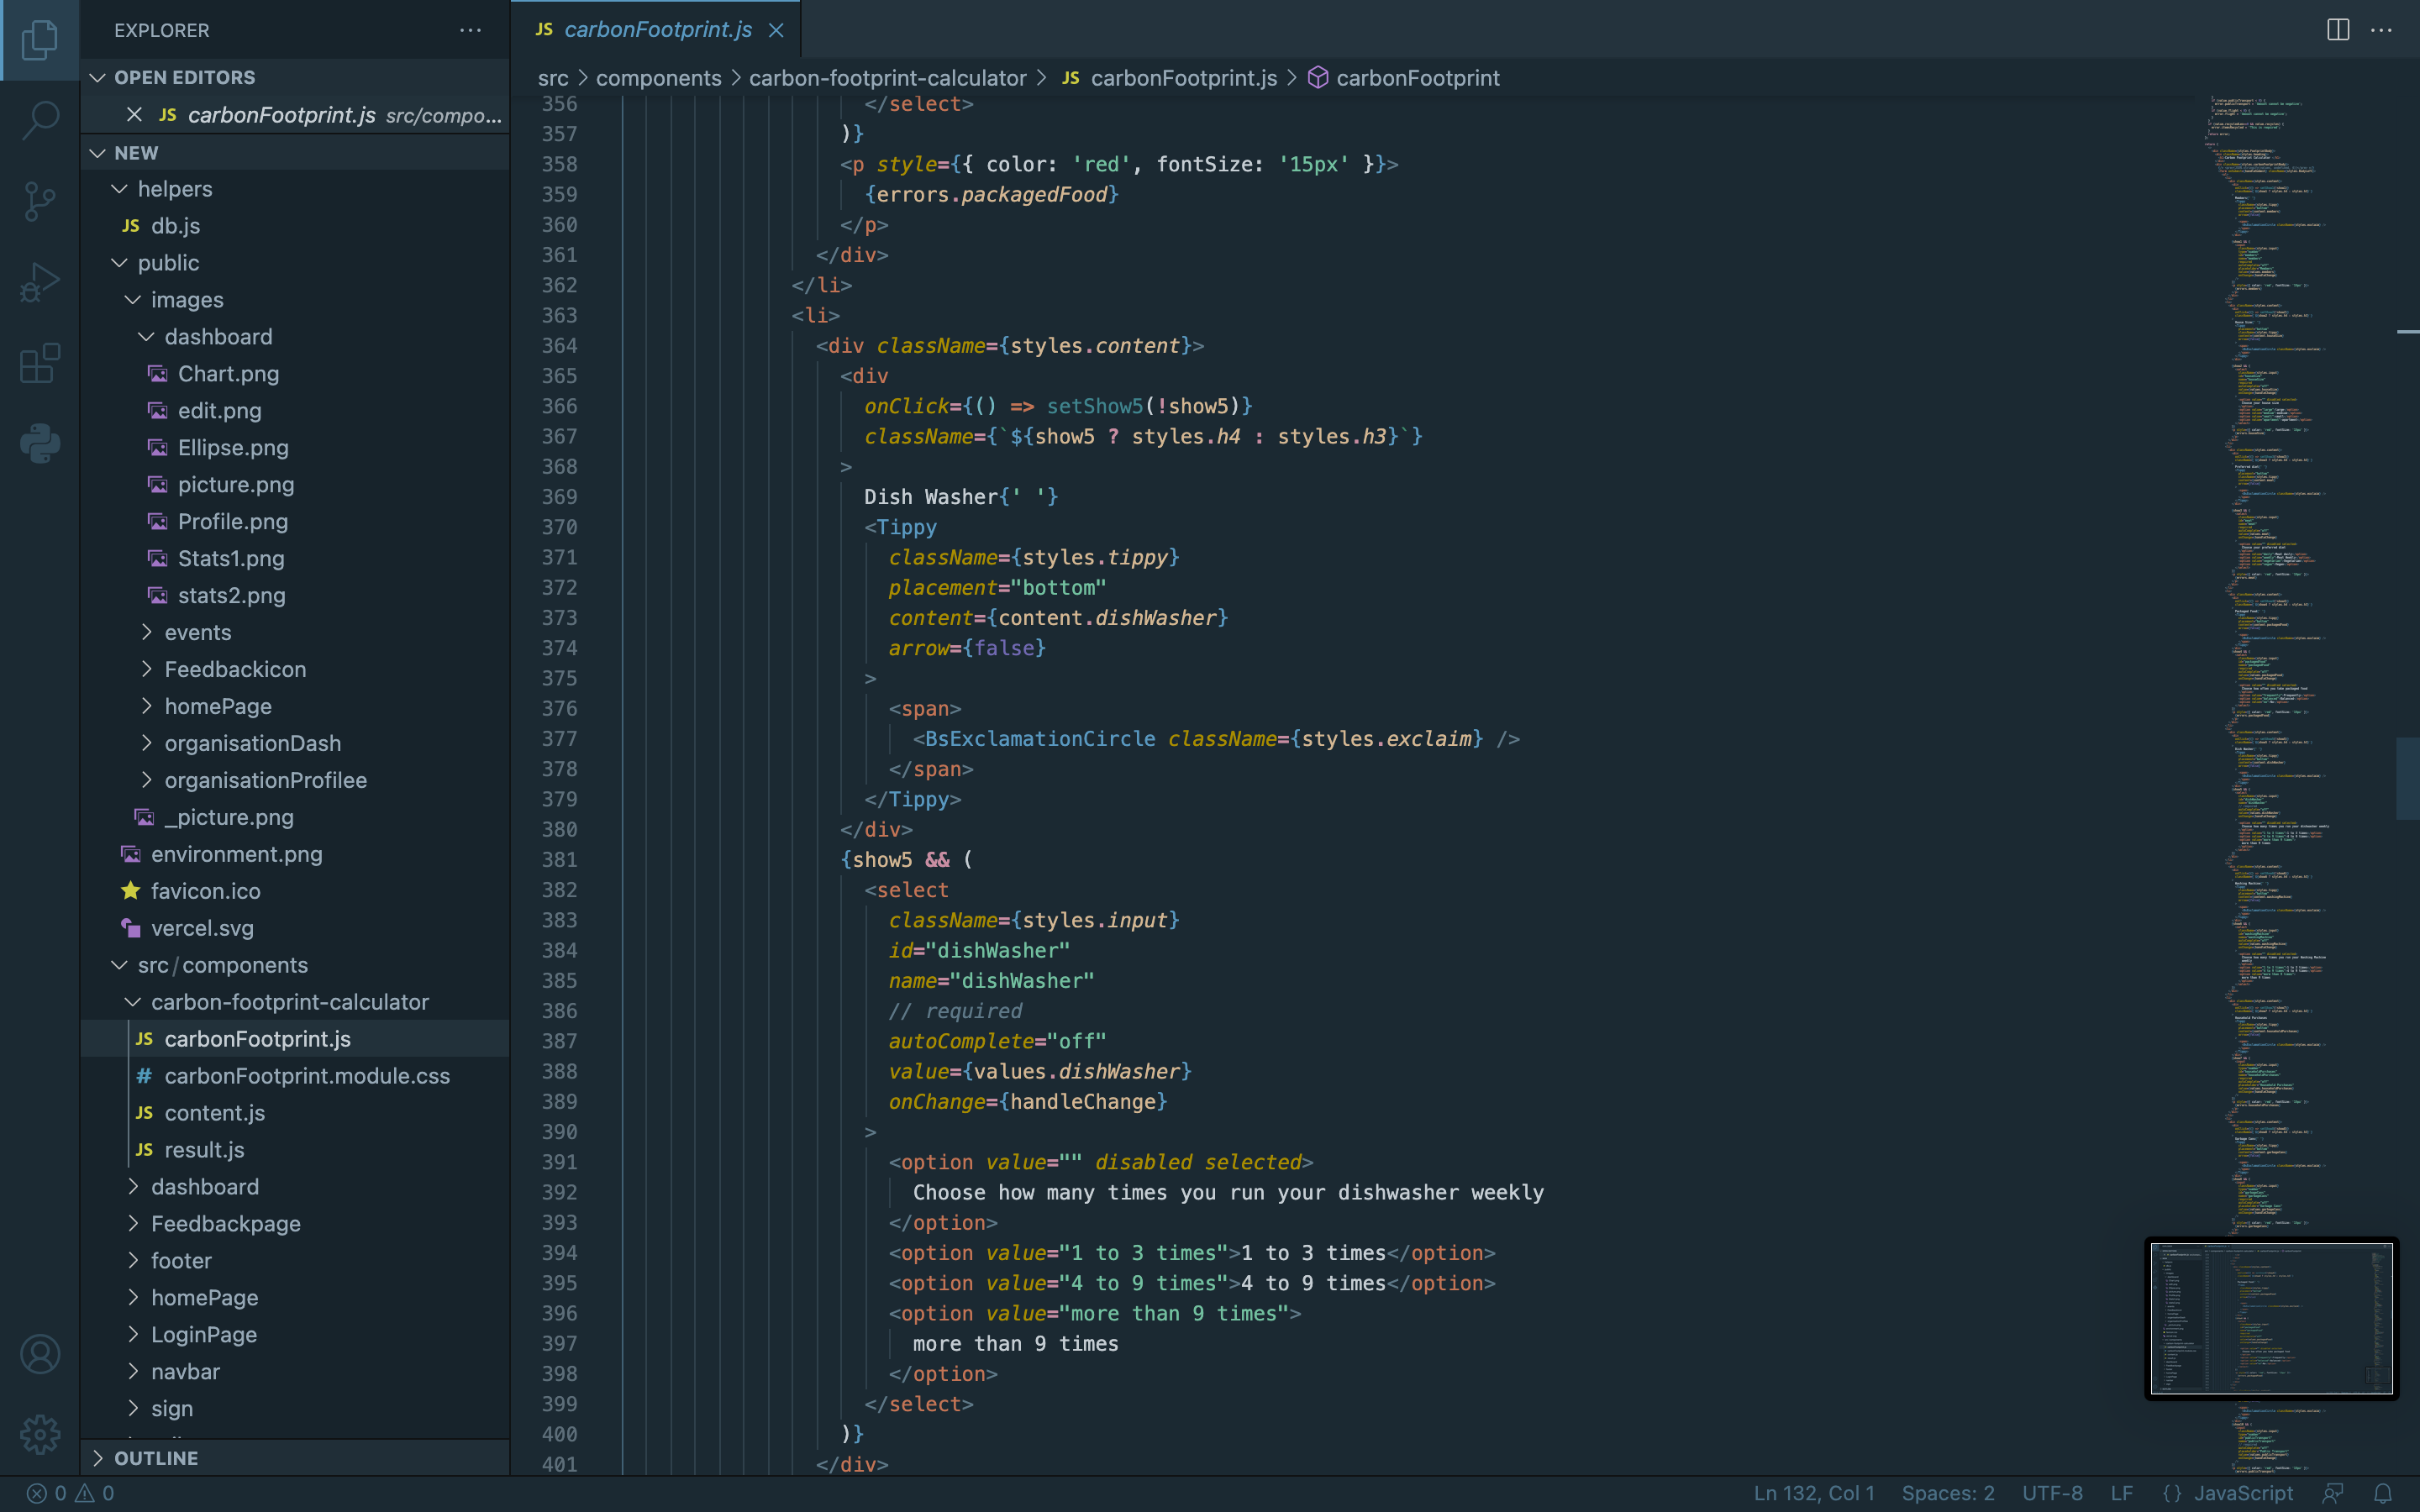 EXPLORER
OPEN EDITORS
JS carbonFootprint.js src/compo...
NEW
helpers
JS db.js
public
images
dashboard
Chart.png
edit.png
Ellipse.png
picture.png
Profile.png
Stats1.png
stats2.png
events
Feedbackicon
homePage
organisationDash
organisationProfilee
_picture.png
environment.png
favicon.ico
vercel.svg
src/components
carbon-footprint-calculator
JS carbonFootprint.js
# carbonFootprint.module.css
JS content.js
JS result.js
dashboard
Feedbackpage
footer
homePage
LoginPage
navbar
sign
OUTLINE
JS carbonFootprint.js
src > components > carbon-footprint-calculator > JS carbonFootprint.js > carbonFootprint
356 </select>
357 )}
358 <p style={{ color: 'red', fontSize: '15px' }}>
359 {errors.packagedFood}
360 </p>
361 </div>
362 </li>
363 <li>
364 <div className={styles.content}>
365 <div
366 onClick={() => setShow5(!show5)}
367 className={`${show5 ? styles.h4 : styles.h3}`}
368 >
369 Dish Washer{' '}
370 <Tippy
371 className={styles.tippy}
372 placement="bottom"
373 content={content.dishWasher}
374 arrow={false}
375 >
376 <span>
377 <BsExclamationCircle className={styles.exclaim} />
378 </span>
379 </Tippy>
380 </div>
381 {show5 && (
382 <select
383 className={styles.input}
384 id="dishWasher"
385 name="dishWasher"
386 // required
387 autoComplete="off"
388 value={values.dishWasher}
389 onChange={handleChange}
390 >
391 <option value="" disabled selected>
392 Choose how many times you run your dishwasher weekly
393 </option>
394 <option value="1 to 3 times">1 to 3 times</option>
395 <option value="4 to 9 times">4 to 9 times</option>
396 <option value="more than 9 times">
397 more than 9 times
398 </option>
399 </select>
400 )}
401 </div>
0 0
Ln 132, Col 1 Spaces: 2 UTF-8 LF {} JavaScript